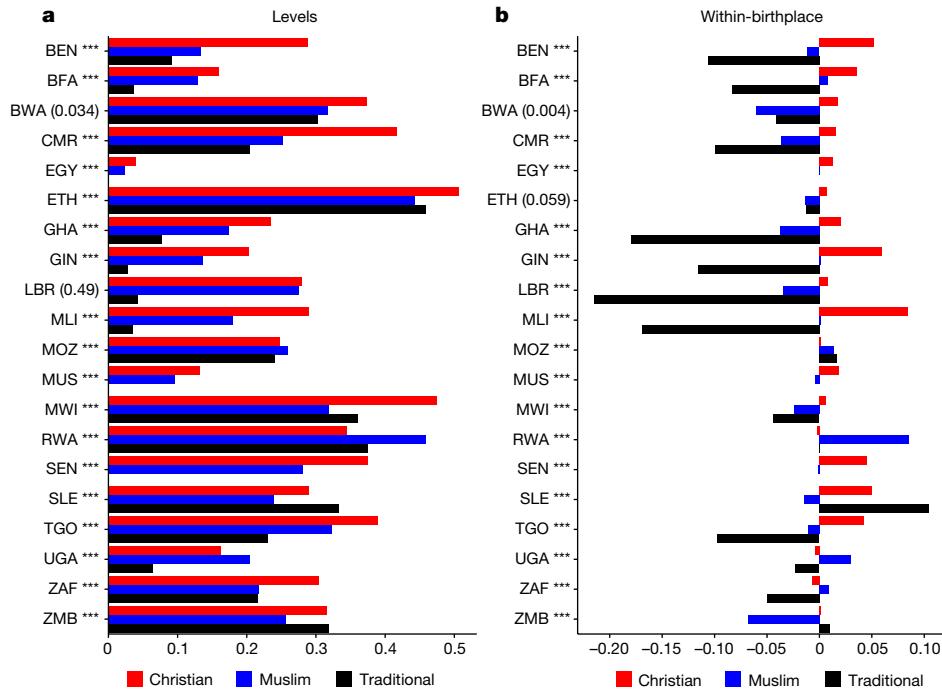 a
Levels
BEN ***
BFA ***
BWA (0.034)
CMR ***
EGY ***
ETH ***
GHA ***
GIN ***
LBR (0.49)
MLI ***
MOZ ***
MUS ***
MWI ***
RWA ***
SEN ***
SLE ***
TGO ***
UGA ***
ZAF ***
ZMB ***
0 0.1 0.2 0.3 0.4 0.5
Christian Muslim Traditional
b
Within-birthplace
BEN ***
BFA ***
BWA (0.004)
CMR ***
EGY ***
ETH (0.059)
GHA ***
GIN ***
LBR ***
MLI ***
MOZ ***
MUS ***
MWI ***
RWA ***
SEN ***
SLE ***
TGO ***
UGA ***
ZAF ***
ZMB ***
−0.20 −0.15 −0.10 −0.05 0 0.05 0.10
Christian Muslim Traditional